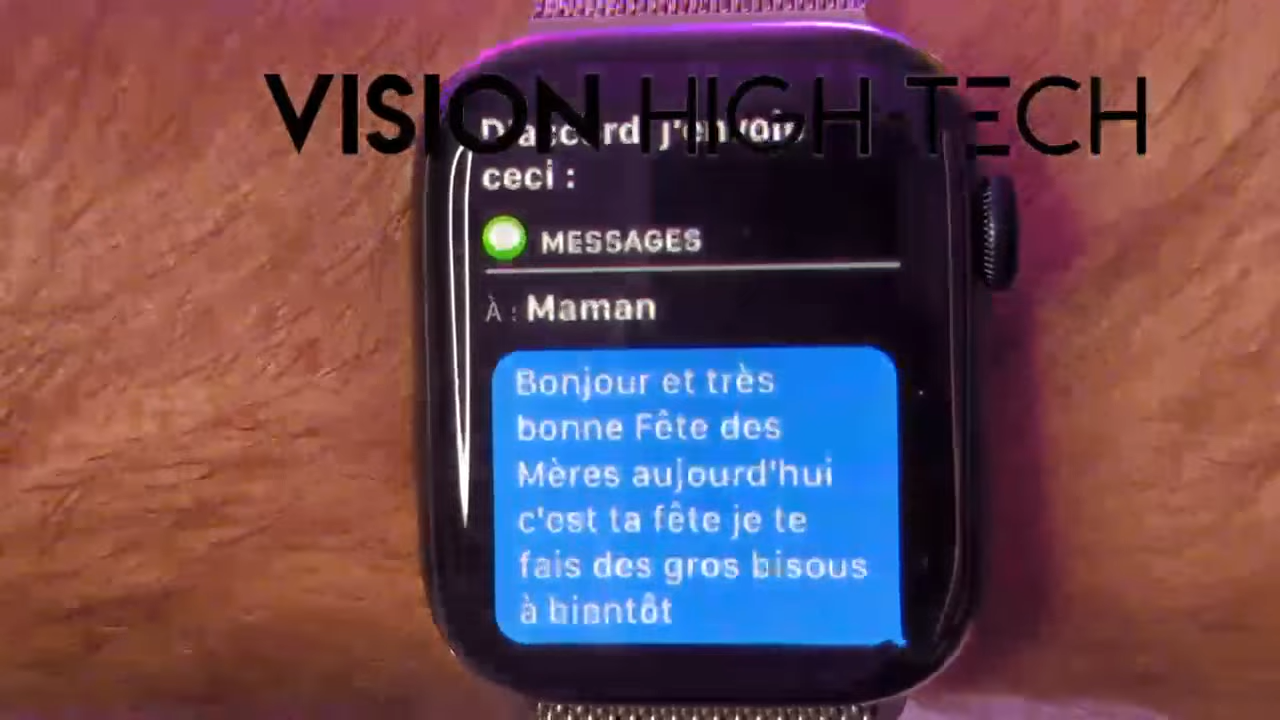 VISION HIGH-TECH
D'accord, j'envoie
ceci :
MESSAGES
À : Maman
Bonjour et très
bonne Fête des
Mères aujourd'hui
c'est ta fête je te
fais des gros bisous
à bientôt